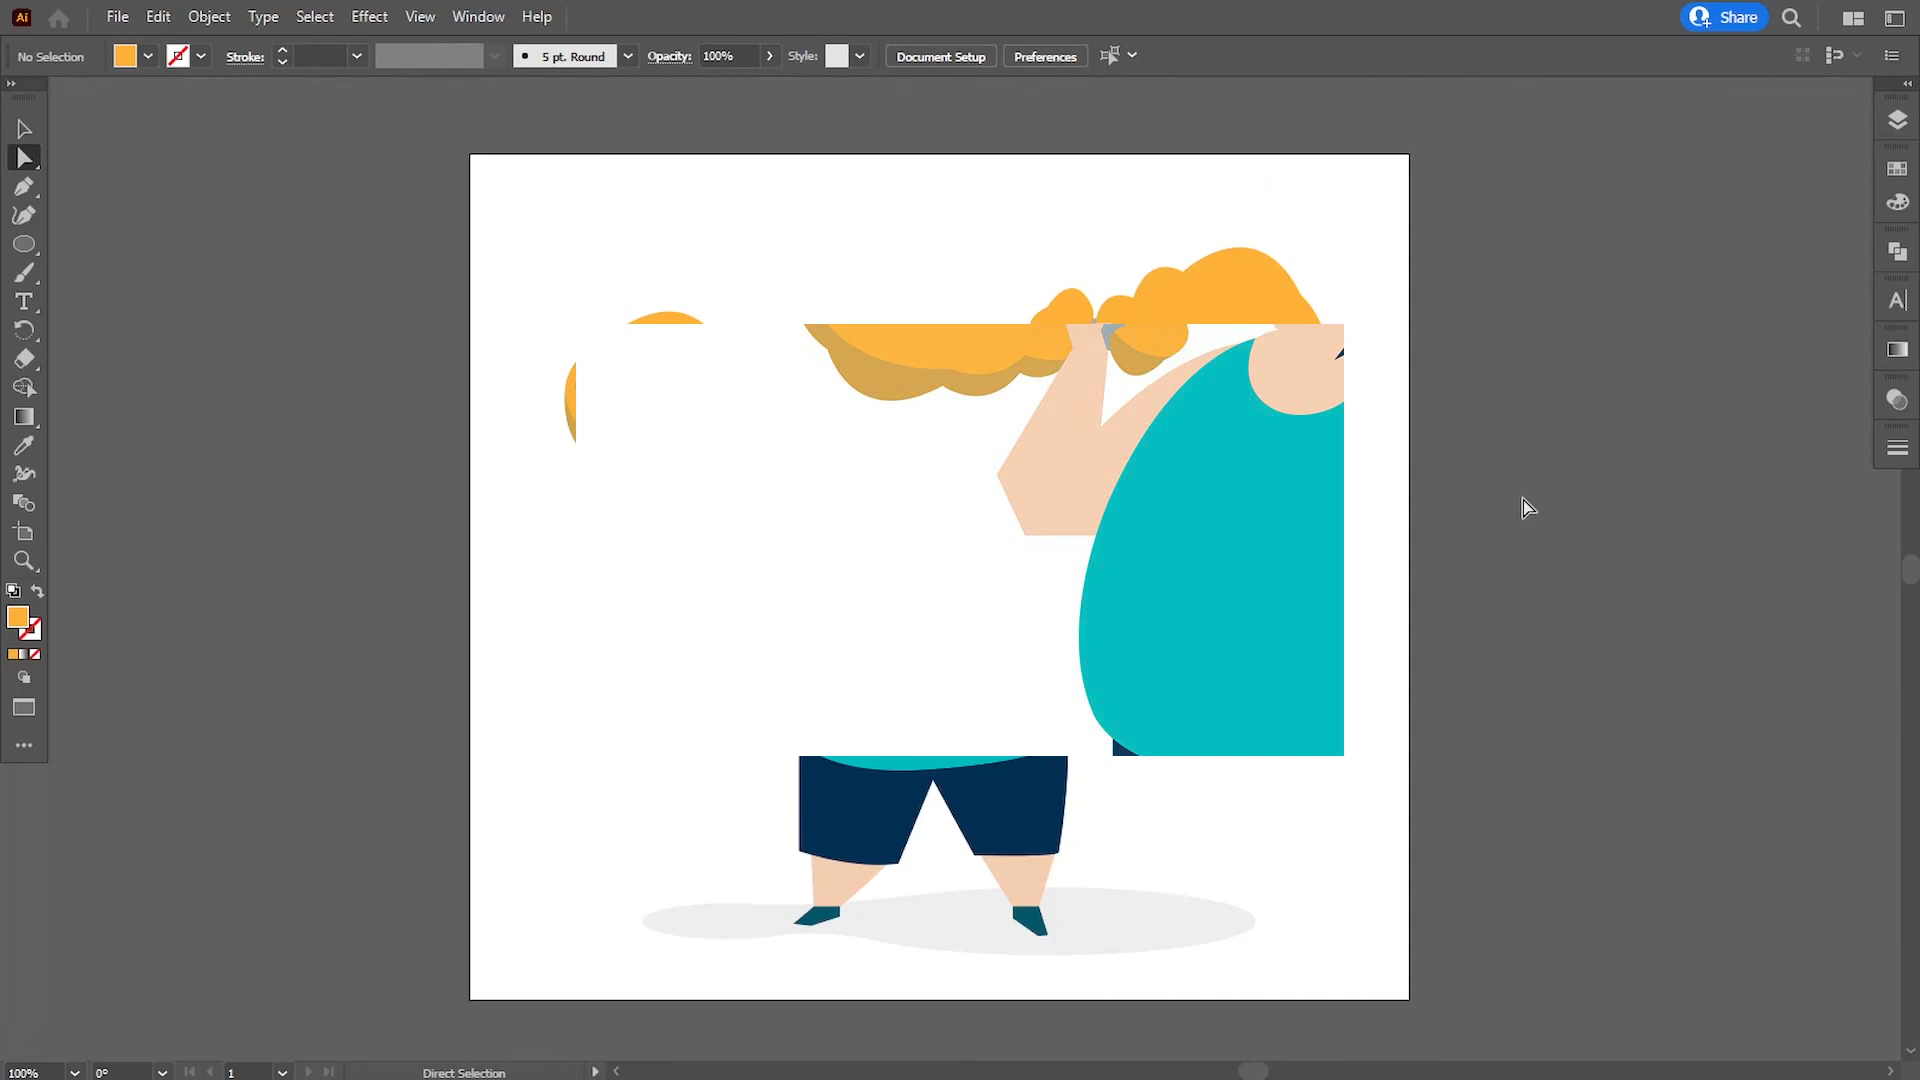 Ai File Edit Object Type Select Effect View Window Help Share
No Selection Stroke: 5 pt. Round Opacity: 100% Style: Document Setup Preferences
T
A
100% 0° 1 Direct Selection